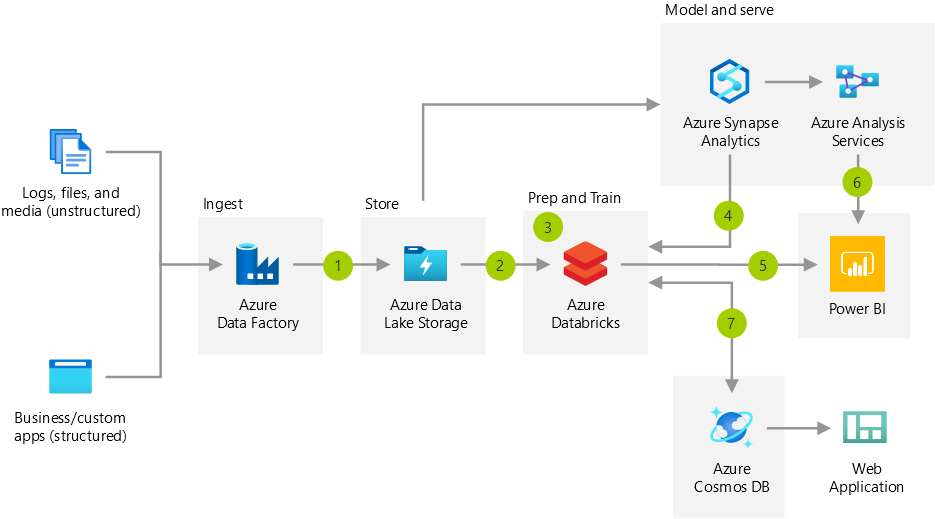 Model and serve
Azure Synapse
Analytics
Azure Analysis
Services
Logs, files, and
media (unstructured)
Ingest
Store
Prep and Train
3
4
6
Azure
Data Factory
1
Azure Data
Lake Storage
2
Azure
Databricks
5
Power BI
7
Business/custom
apps (structured)
Azure
Cosmos DB
Web
Application